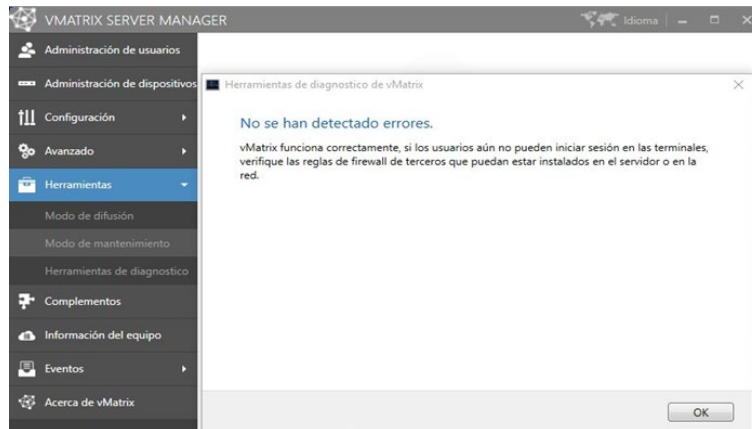 VMATRIX SERVER MANAGER
Idioma
Administración de usuarios
Administración de dispositivos
Configuración
Avanzado
Herramientas
Modo de difusión
Modo de mantenimiento
Herramientas de diagnostico
Complementos
Información del equipo
Eventos
Acerca de vMatrix
Herramientas de diagnostico de vMatrix
No se han detectado errores.
vMatrix funciona correctamente, si los usuarios aún no pueden iniciar sesión en las terminales,
verifique las reglas de firewall de terceros que puedan estar instalados en el servidor o en la
red.
OK